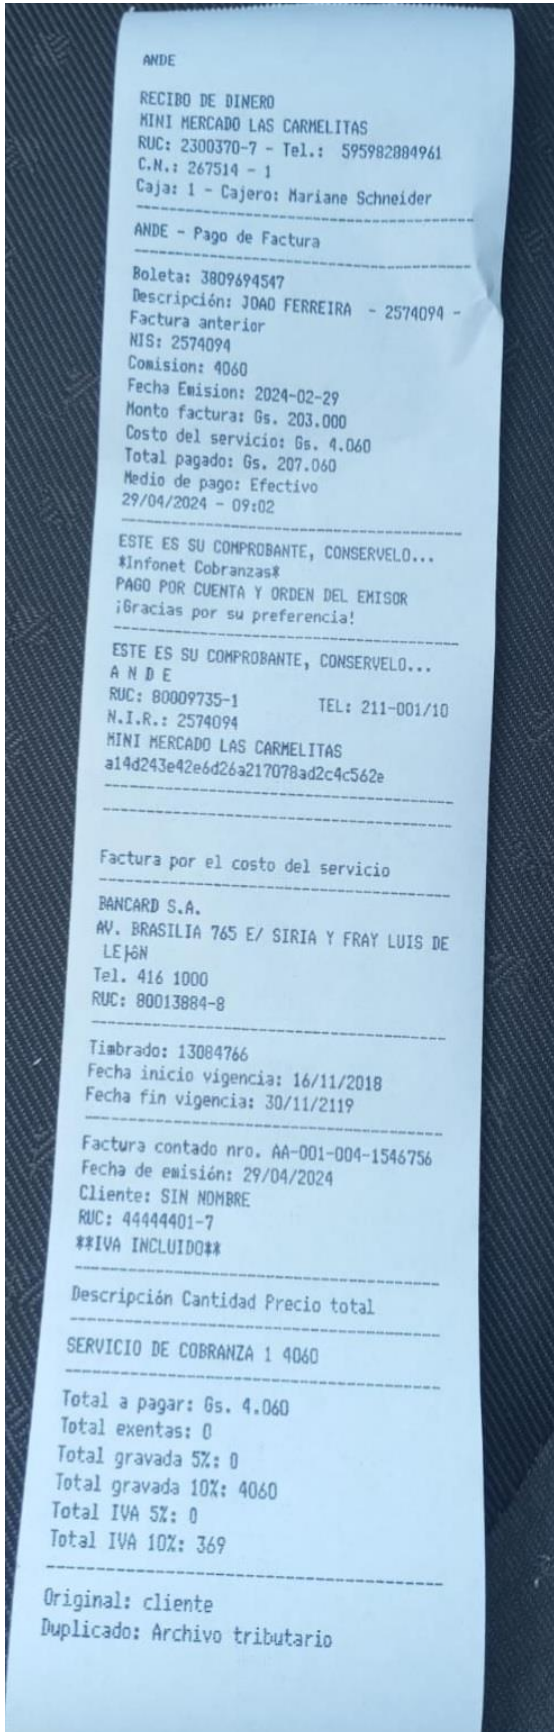 ANDE
RECIBO DE DINERO
MINI MERCADO LAS CARMELITAS
RUC: 2300370-7 - Tel.: 595982884961
C.N.: 267514 - 1
Caja: 1 - Cajero: Mariane Schneider
ANDE - Pago de Factura
Boleta: 3809694547
Descripción: JOAO FERREIRA - 2574094 -
Factura anterior
NIS: 2574094
Comision: 4060
Fecha Emision: 2024-02-29
Monto factura: Gs. 203.000
Costo del servicio: Gs. 4.060
Total pagado: Gs. 207.060
Medio de pago: Efectivo
29/04/2024 - 09:02
ESTE ES SU COMPROBANTE, CONSERVELO...
*Infonet Cobranzas*
PAGO POR CUENTA Y ORDEN DEL EMISOR
¡Gracias por su preferencia!
ESTE ES SU COMPROBANTE, CONSERVELO...
A N D E
RUC: 80009735-1 TEL: 211-001/10
N.I.R.: 2574094
MINI MERCADO LAS CARMELITAS
a14d243e42e6d26a217078ad2c4c562e
Factura por el costo del servicio
BANCARD S.A.
AV. BRASILIA 765 E/ SIRIA Y FRAY LUIS DE
Tel. 416 1000
RUC: 80013884-8
Timbrado: 13084766
Fecha inicio vigencia: 16/11/2018
Fecha fin vigencia: 30/11/2119
Factura contado nro. AA-001-004-1546756
Fecha de emisión: 29/04/2024
Cliente: SIN NOMBRE
RUC: 44444401-7
**IVA INCLUIDO**
Descripción Cantidad Precio total
SERVICIO DE COBRANZA 1 4060
Total a pagar: Gs. 4.060
Total exentas: 0
Total gravada 5%: 0
Total gravada 10%: 4060
Total IVA 5%: 0
Total IVA 10%: 369
Original: cliente
Duplicado: Archivo tributario